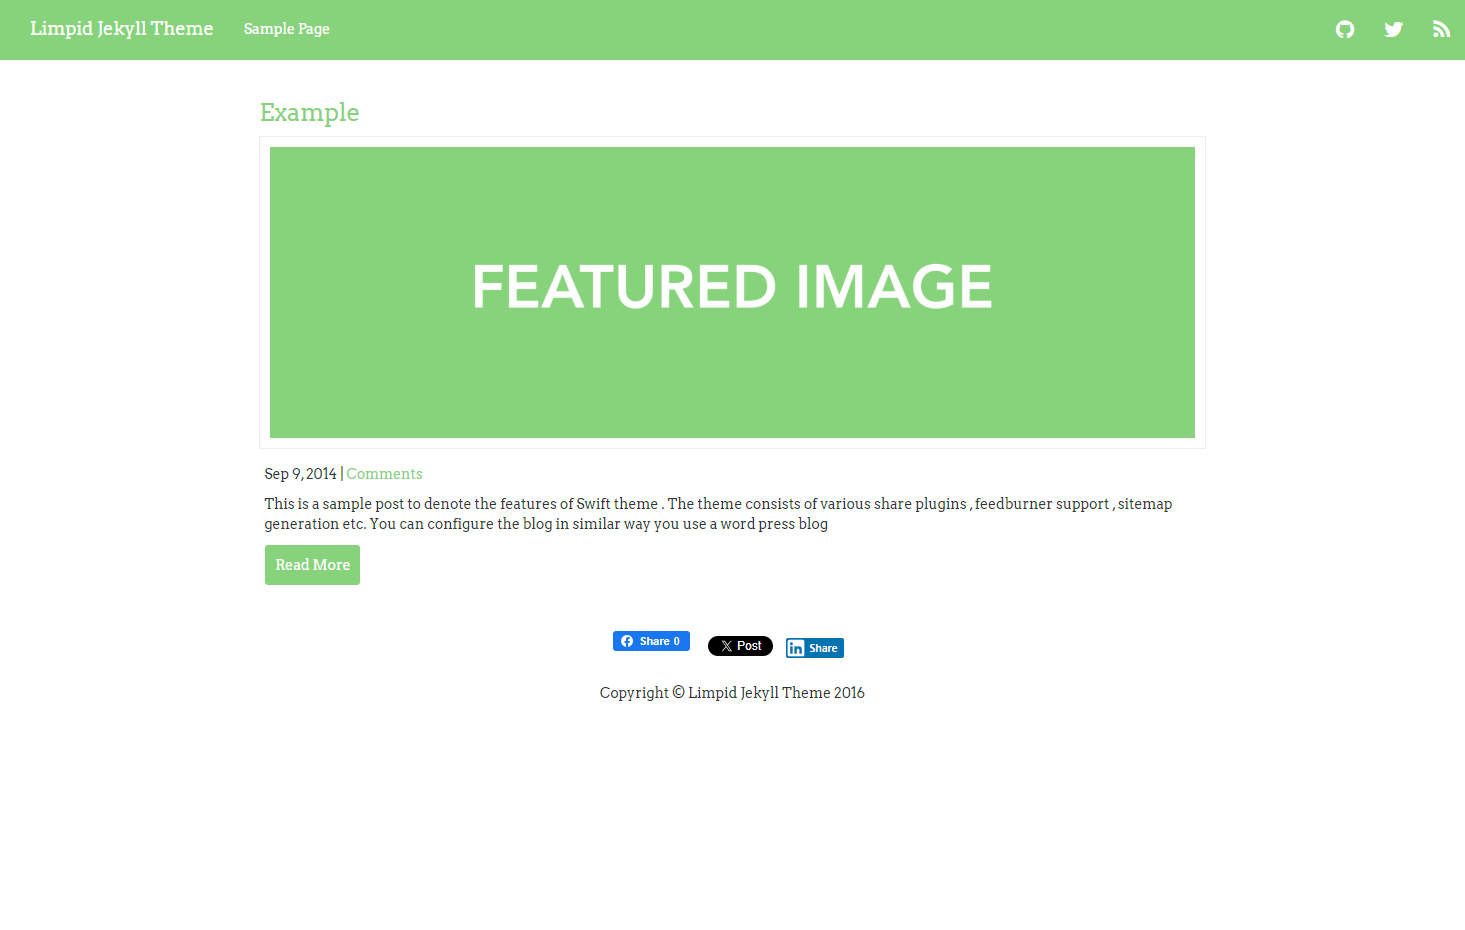 Limpid Jekyll Theme Sample Page
Example
FEATURED IMAGE
Sep 9, 2014 | Comments
This is a sample post to denote the features of Swift theme . The theme consists of various share plugins , feedburner support , sitemap
generation etc. You can configure the blog in similar way you use a word press blog
Read More
Share 0 Post Share
Copyright © Limpid Jekyll Theme 2016